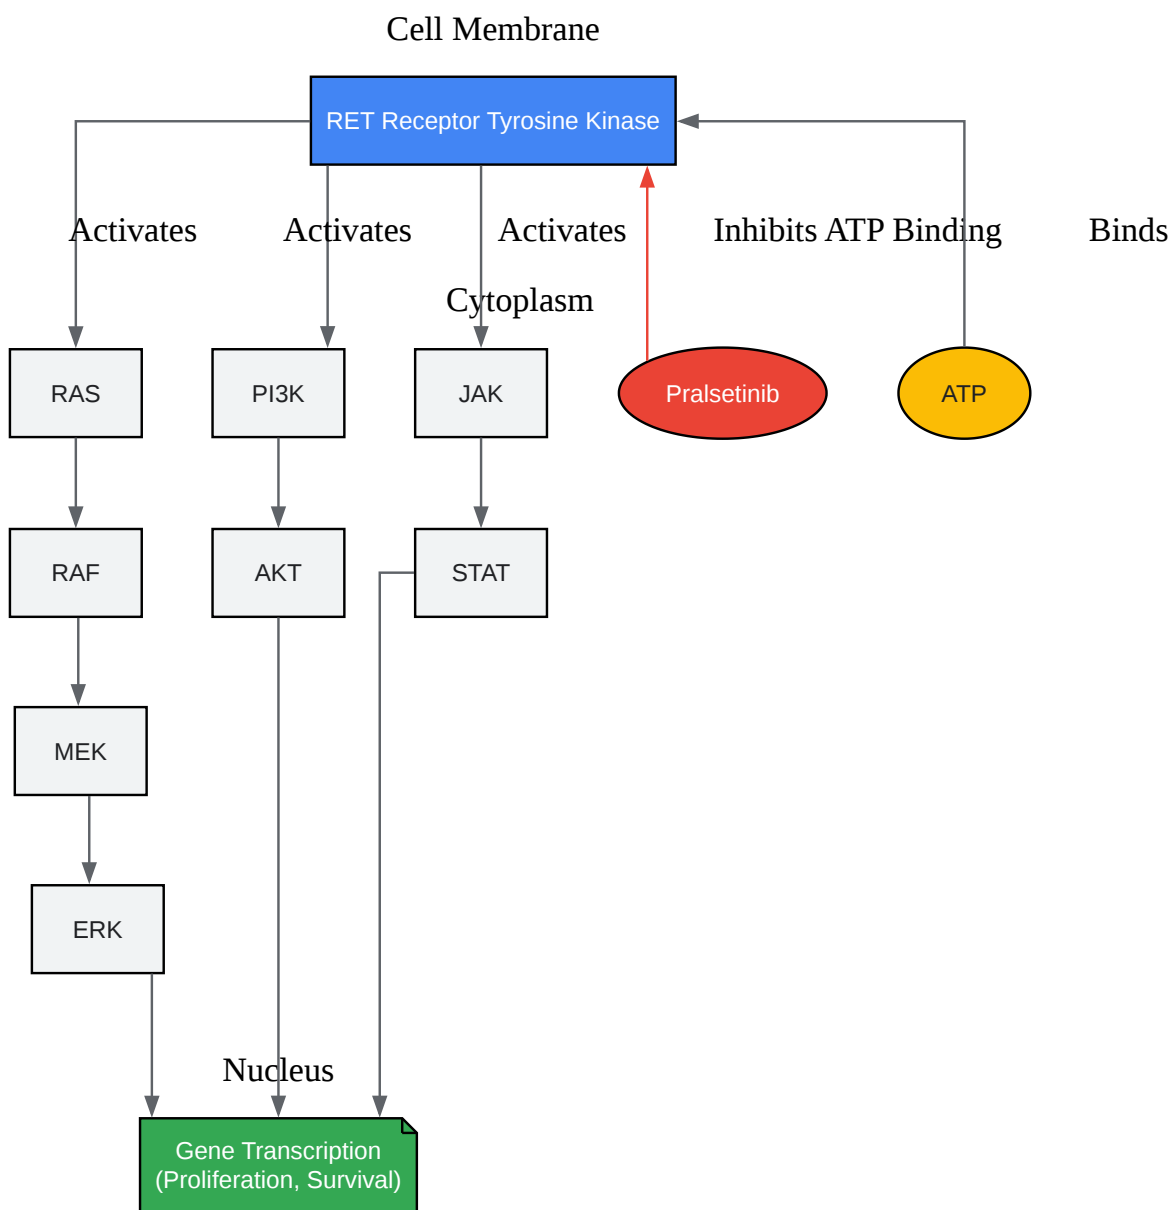 Cell Membrane
RET Receptor Tyrosine Kinase
Activates
Activates
Activates
Inhibits ATP Binding
Binds
Cytoplasm
RAS
PI3K
JAK
Pralsetinib
ATP
RAF
AKT
STAT
MEK
ERK
Nucleus
Gene Transcription
(Proliferation, Survival)